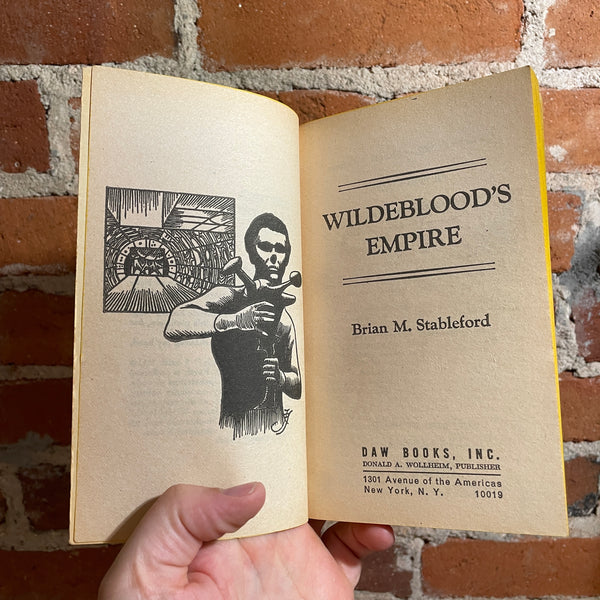 WILDEBLOOD'S
EMPIRE
Brian M. Stableford
DAW BOOKS, INC.
DONALD A. WOLLHEIM, PUBLISHER
1301 Avenue of the Americas
New York, N. Y. 10019